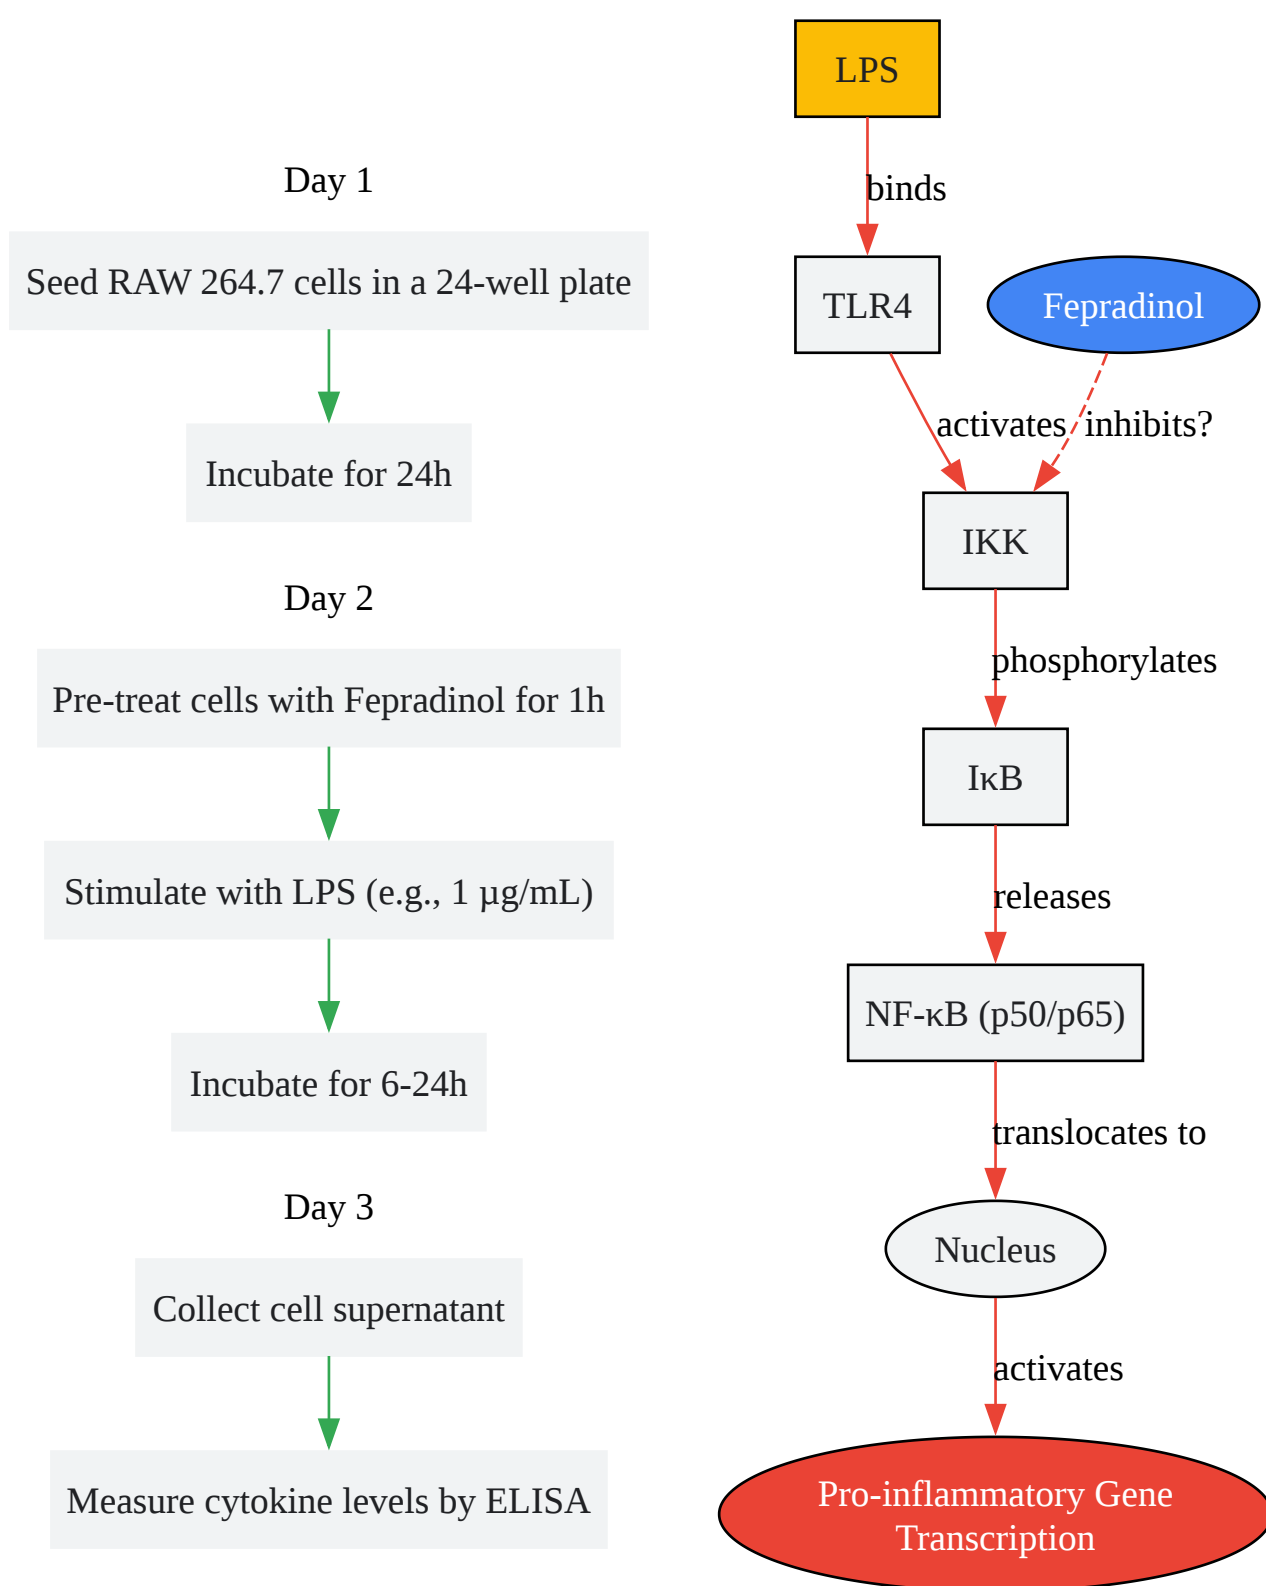 Day 1
Seed RAW 264.7 cells in a 24-well plate
Incubate for 24h
Day 2
Pre-treat cells with Fepradinol for 1h
Stimulate with LPS (e.g., 1 µg/mL)
Incubate for 6-24h
Day 3
Collect cell supernatant
Measure cytokine levels by ELISA
LPS
binds
TLR4
Fepradinol
activates
inhibits?
IKK
phosphorylates
IκB
releases
NF-κB (p50/p65)
translocates to
Nucleus
activates
Pro-inflammatory Gene
Transcription